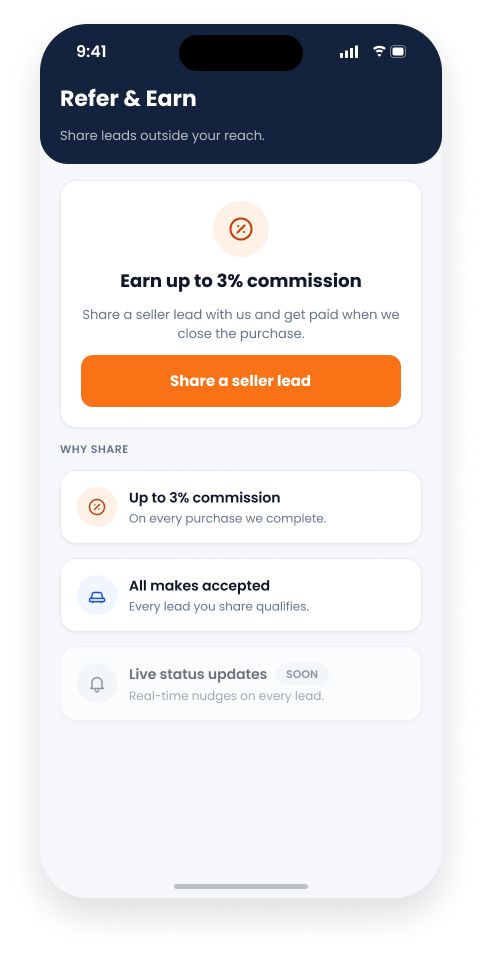 9:41
Refer & Earn
Share leads outside your reach.
Earn up to 3% commission
Share a seller lead with us and get paid when we
close the purchase.
Share a seller lead
WHY SHARE
Up to 3% commission
On every purchase we complete.
All makes accepted
Every lead you share qualifies.
Live status updates SOON
Real-time nudges on every lead.